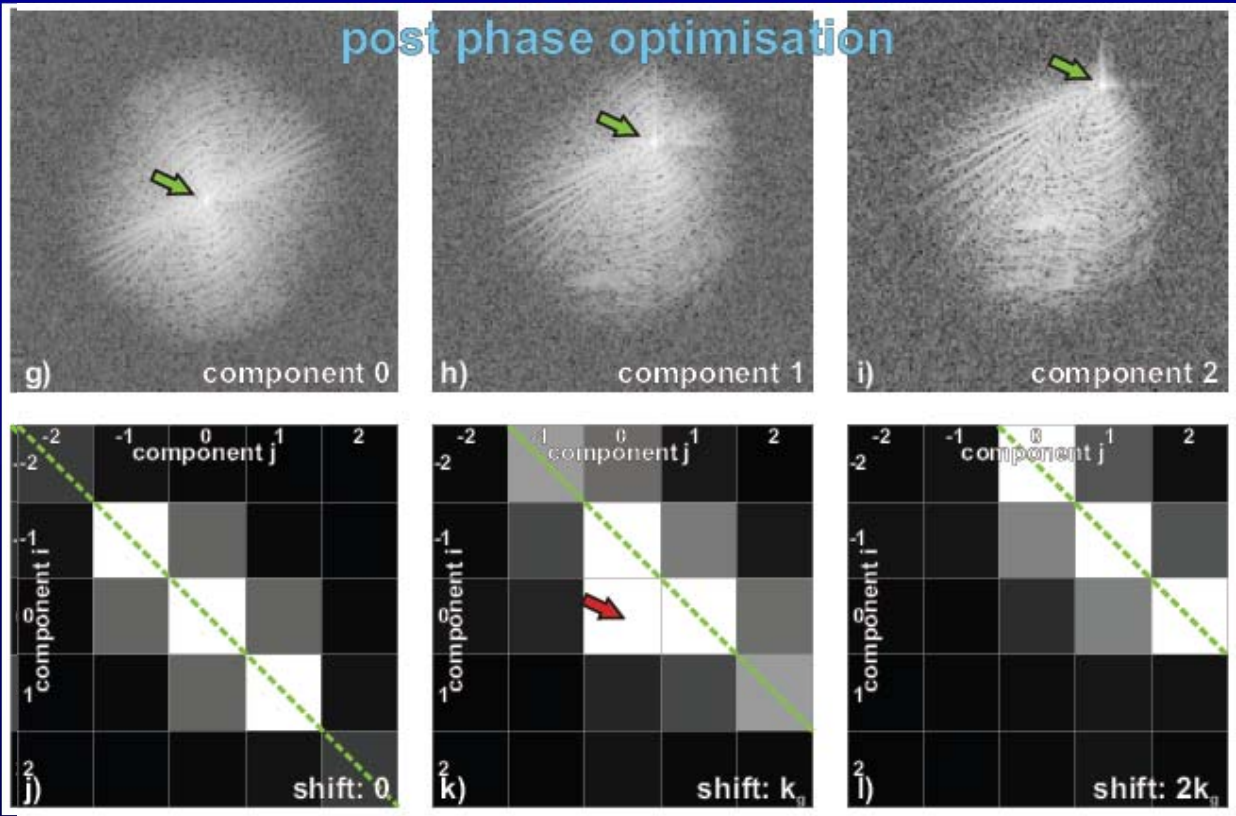 post phase optimisation
g) component 0
h) component 1
i) component 2
-2 -1 0 1 2
component j
-2
-1
0
1
2
component i
j) shift: 0
-2 -1 0 1 2
component j
-2
-1
0
1
2
component i
k) shift: kg
-2 -1 0 1 2
component j
-2
-1
0
1
2
component i
l) shift: 2kg